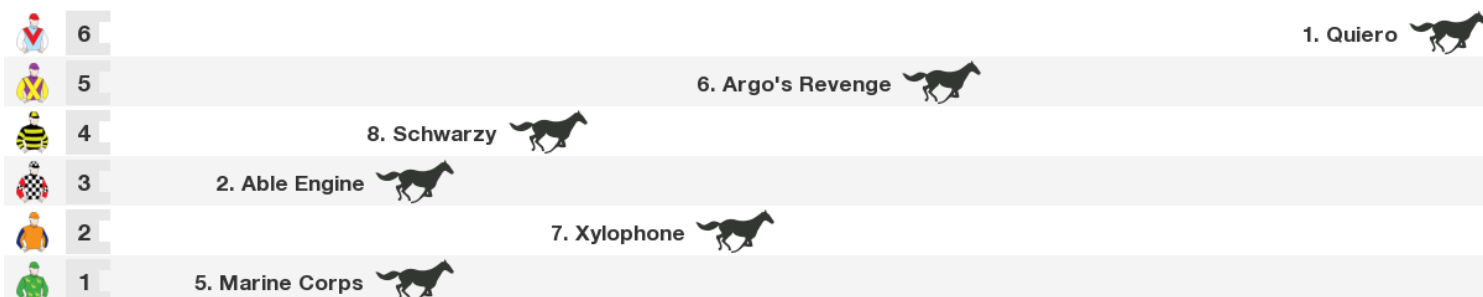 6 1. Quiero
5 6. Argo's Revenge
4 8. Schwarzy
3 2. Able Engine
2 7. Xylophone
1 5. Marine Corps